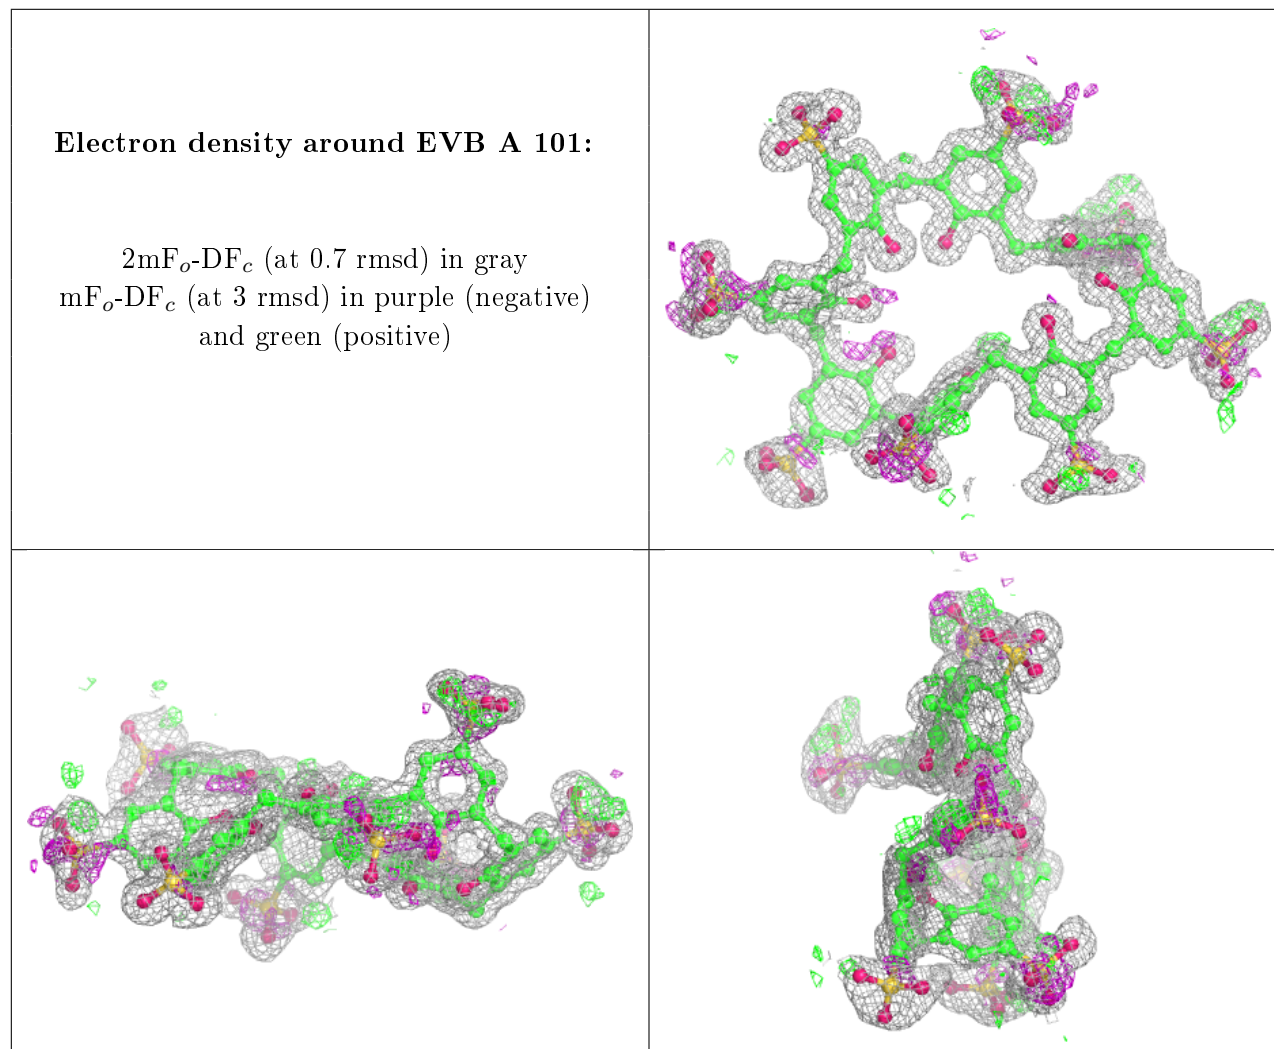 Electron density around EVB A 101:
2mFo-DFc (at 0.7 rmsd) in gray
mFo-DFc (at 3 rmsd) in purple (negative)
and green (positive)